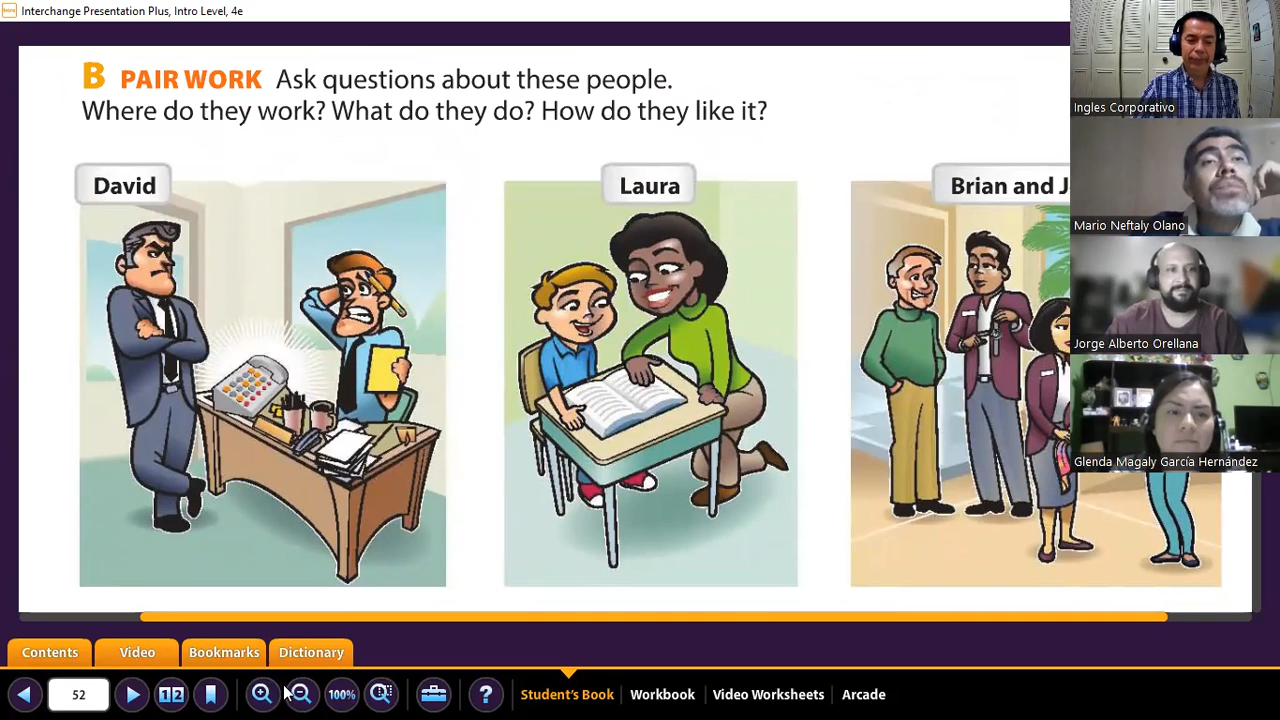 Interchange Presentation Plus, Intro Level, 4e
B PAIR WORK Ask questions about these people.
Where do they work? What do they do? How do they like it?
David
Laura
Brian and J
Ingles Corporativo
Mario Neftaly Olano
Jorge Alberto Orellana
Glenda Magaly García Hernández
Contents
Video
Bookmarks
Dictionary
52
1 2
100%
?
Student's Book
Workbook
Video Worksheets
Arcade